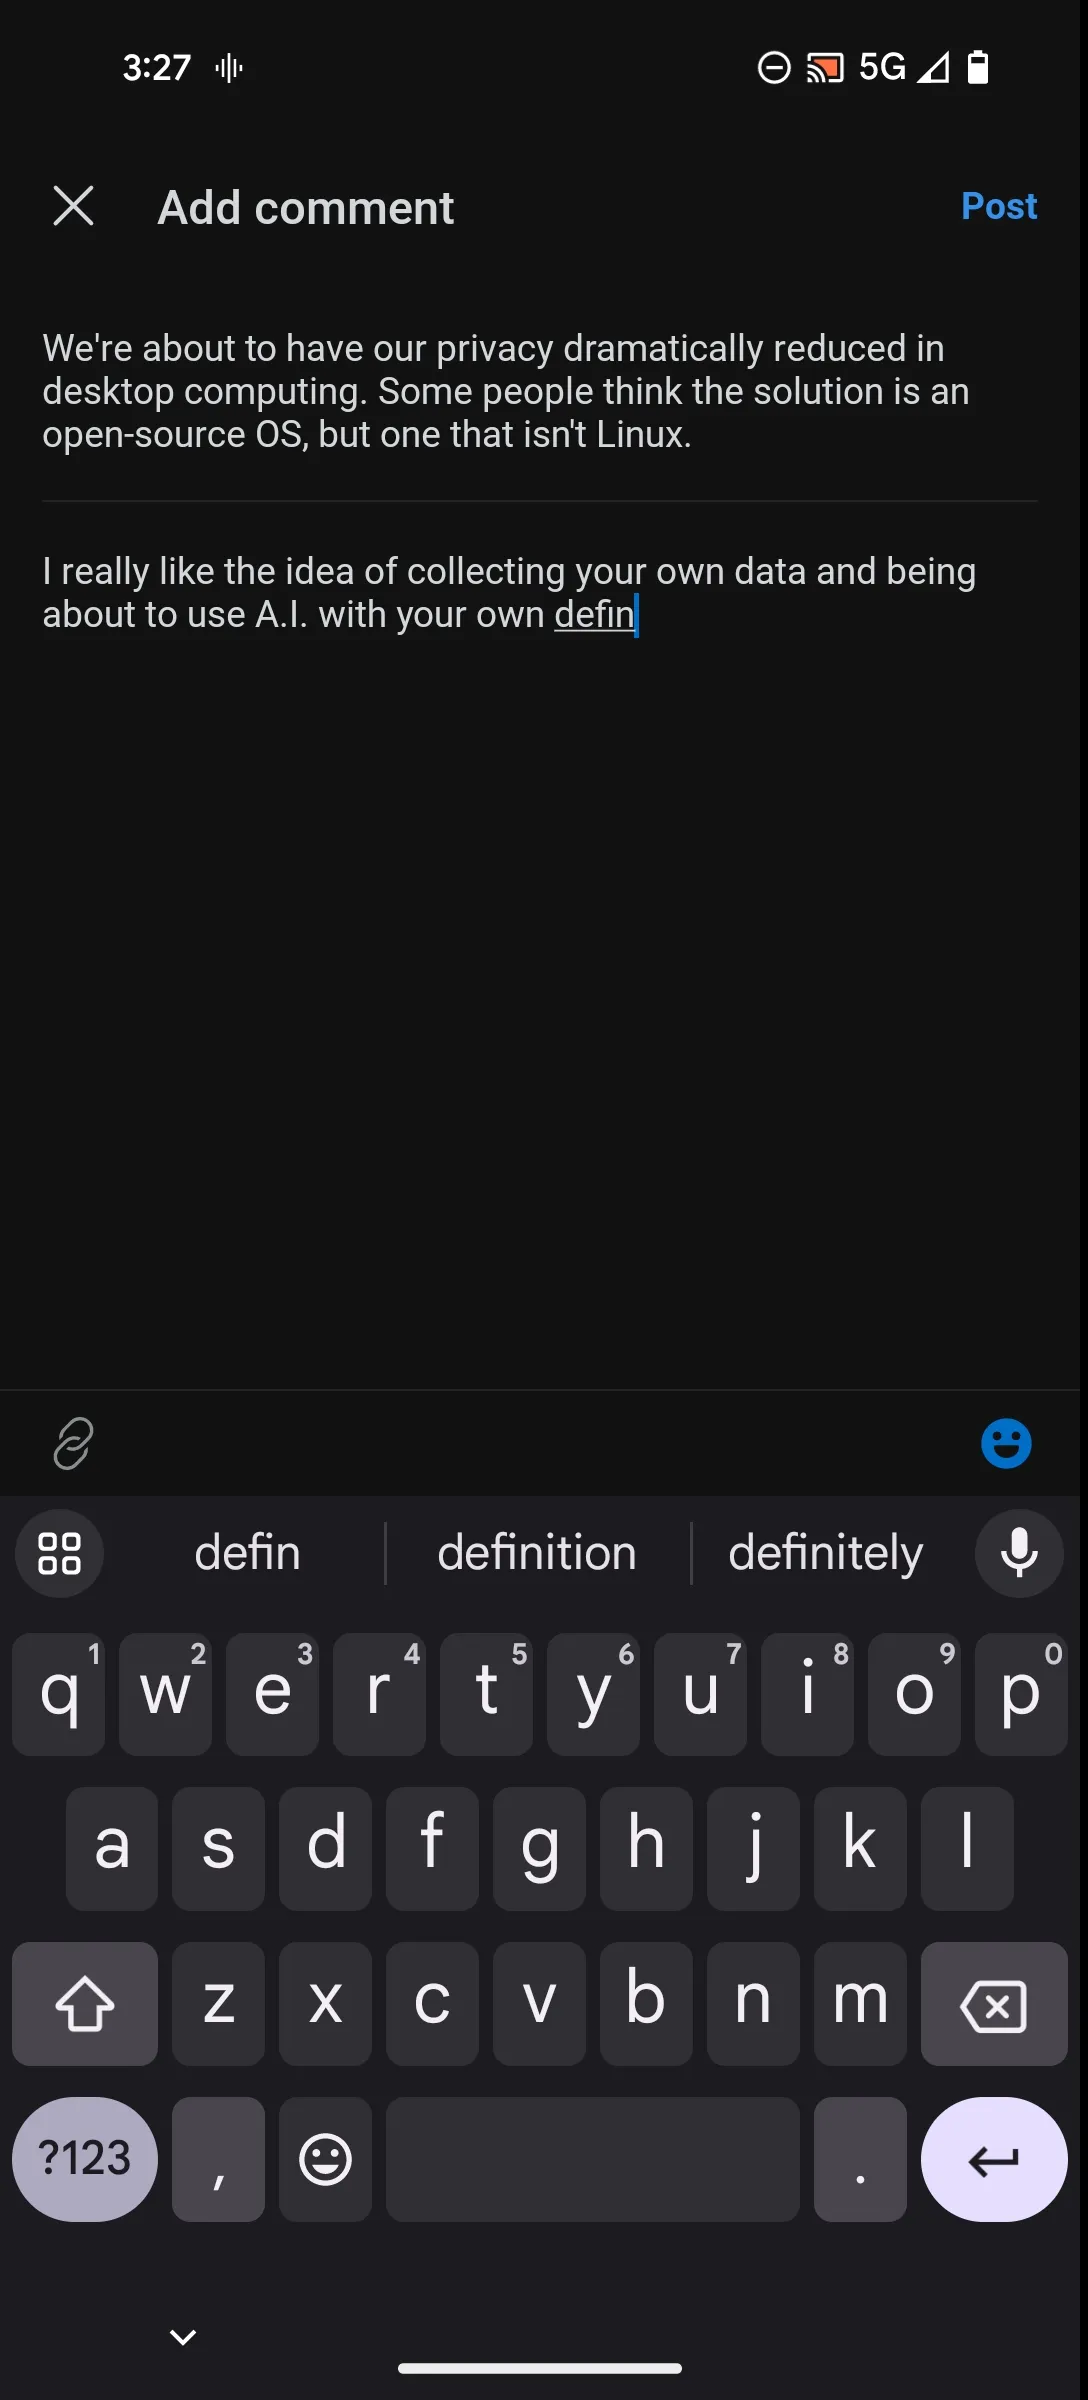 3:27 5G
Add comment Post
We're about to have our privacy dramatically reduced in
desktop computing. Some people think the solution is an
open-source OS, but one that isn't Linux.
I really like the idea of collecting your own data and being
about to use A.I. with your own defin
defin definition definitely
1 2 3 4 5 6 7 8 9 0
q w e r t y u i o p
a s d f g h j k l
z x c v b n m
?123 , .